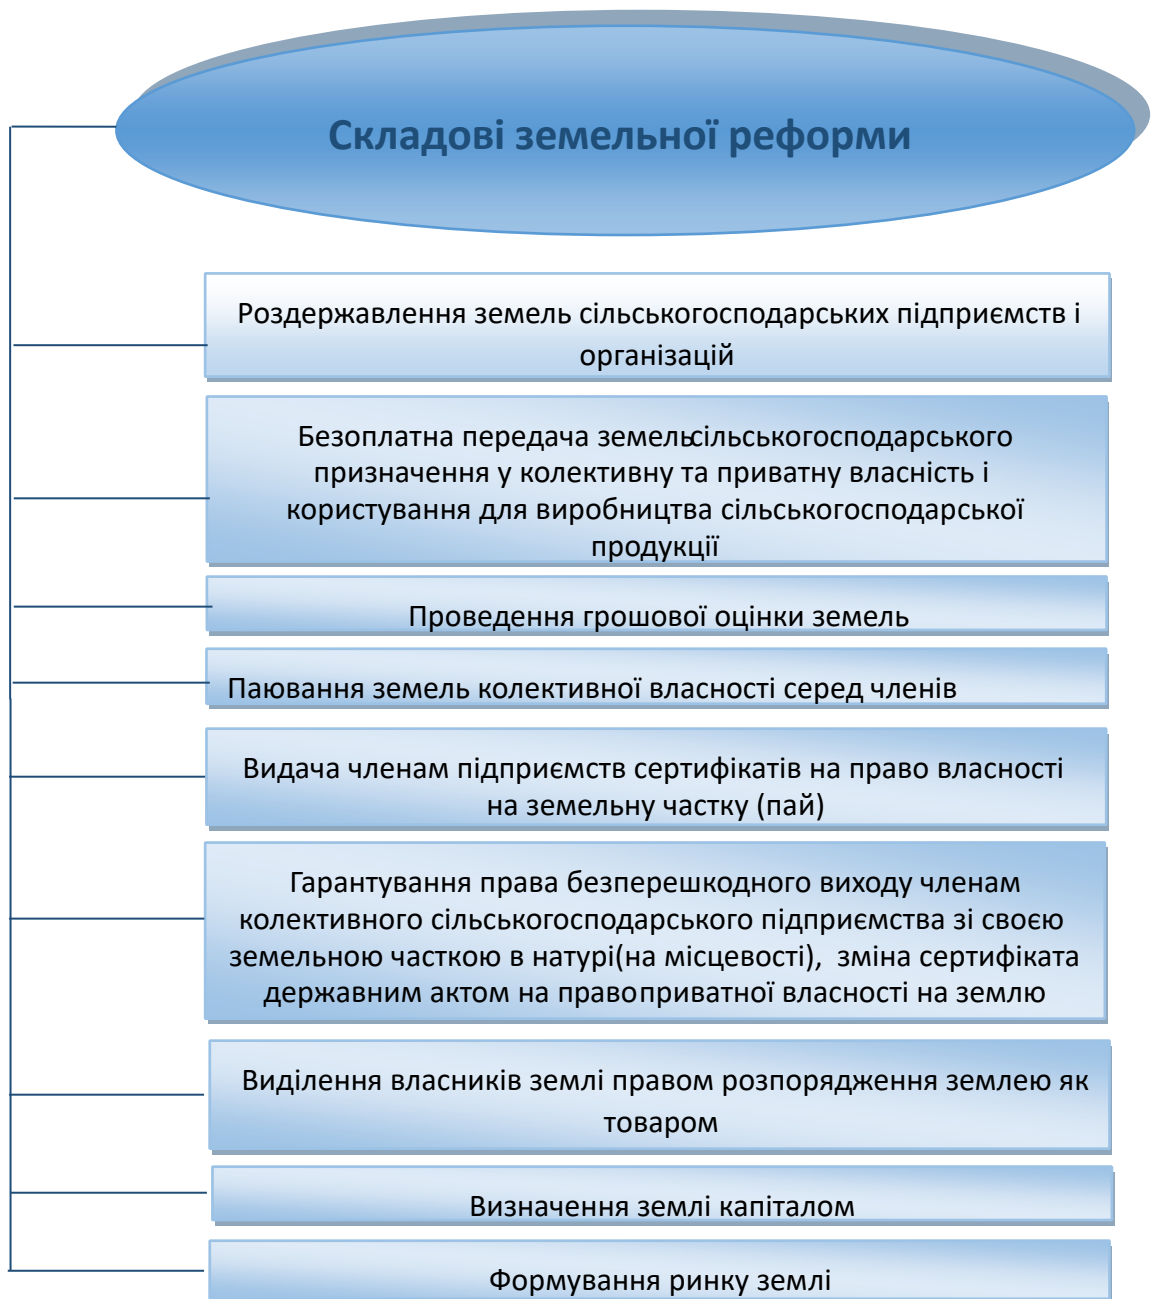 Складові земельної реформи
Роздержавлення земель сільськогосподарських підприємств і
організацій
Безоплатна передача земельсільськогосподарського
призначення у колективну та приватну власність і
користування для виробництва сільськогосподарської
продукції
Проведення грошової оцінки земель
Паювання земель колективної власності серед членів
Видача членам підприємств сертифікатів на право власності
на земельну частку (пай)
Гарантування права безперешкодного виходу членам
колективного сільськогосподарського підприємства зі своєю
земельною часткою в натурі(на місцевості), зміна сертифіката
державним актом на правоприватної власності на землю
Виділення власників землі правом розпорядження землею як
товаром
Визначення землі капіталом
Формування ринку землі